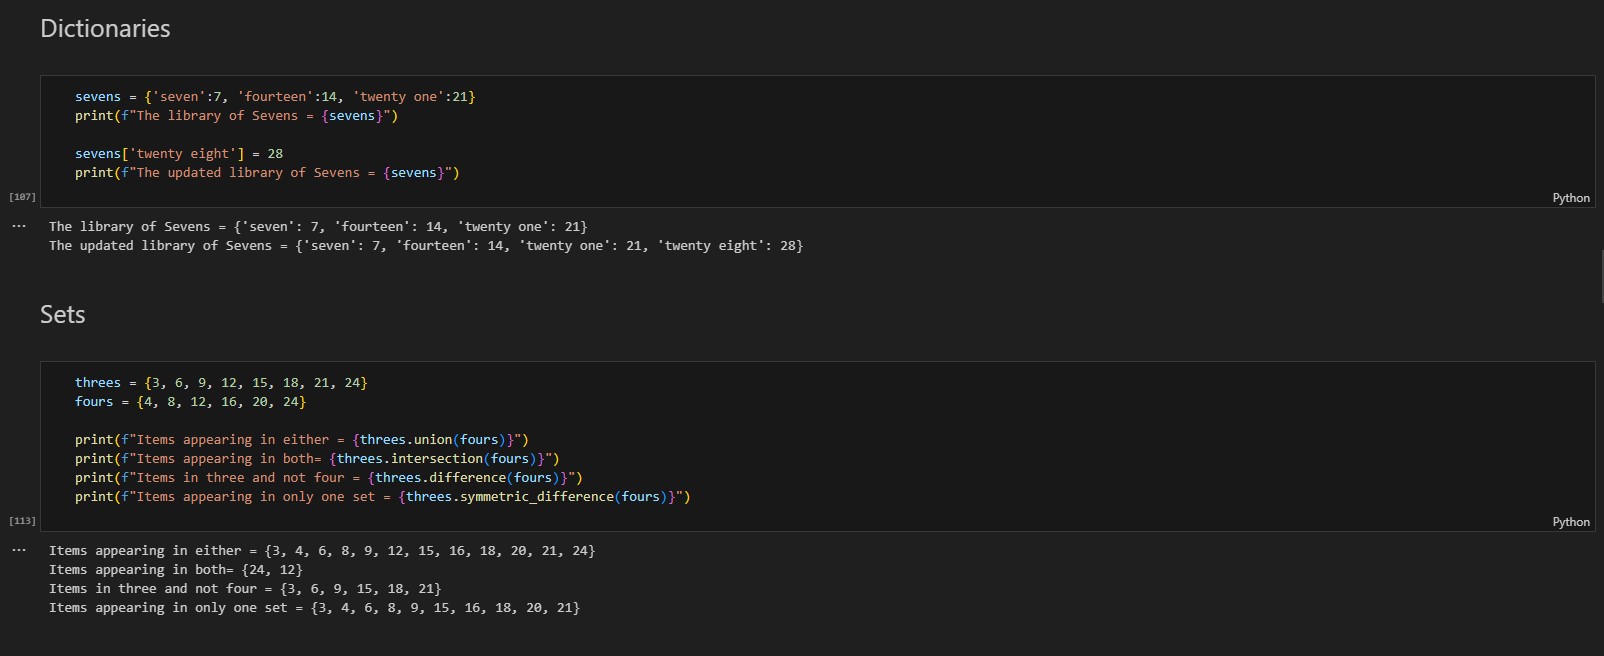 Dictionaries
sevens = {'seven':7, 'fourteen':14, 'twenty one':21}
print(f"The library of Sevens = {sevens}")
sevens['twenty eight'] = 28
print(f"The updated library of Sevens = {sevens}")
[107]
Python
...
The library of Sevens = {'seven': 7, 'fourteen': 14, 'twenty one': 21}
The updated library of Sevens = {'seven': 7, 'fourteen': 14, 'twenty one': 21, 'twenty eight': 28}
Sets
threes = {3, 6, 9, 12, 15, 18, 21, 24}
fours = {4, 8, 12, 16, 20, 24}
print(f"Items appearing in either = {threes.union(fours)}")
print(f"Items appearing in both= {threes.intersection(fours)}")
print(f"Items in three and not four = {threes.difference(fours)}")
print(f"Items appearing in only one set = {threes.symmetric_difference(fours)}")
[113]
Python
...
Items appearing in either = {3, 4, 6, 8, 9, 12, 15, 16, 18, 20, 21, 24}
Items appearing in both= {24, 12}
Items in three and not four = {3, 6, 9, 15, 18, 21}
Items appearing in only one set = {3, 4, 6, 8, 9, 15, 16, 18, 20, 21}